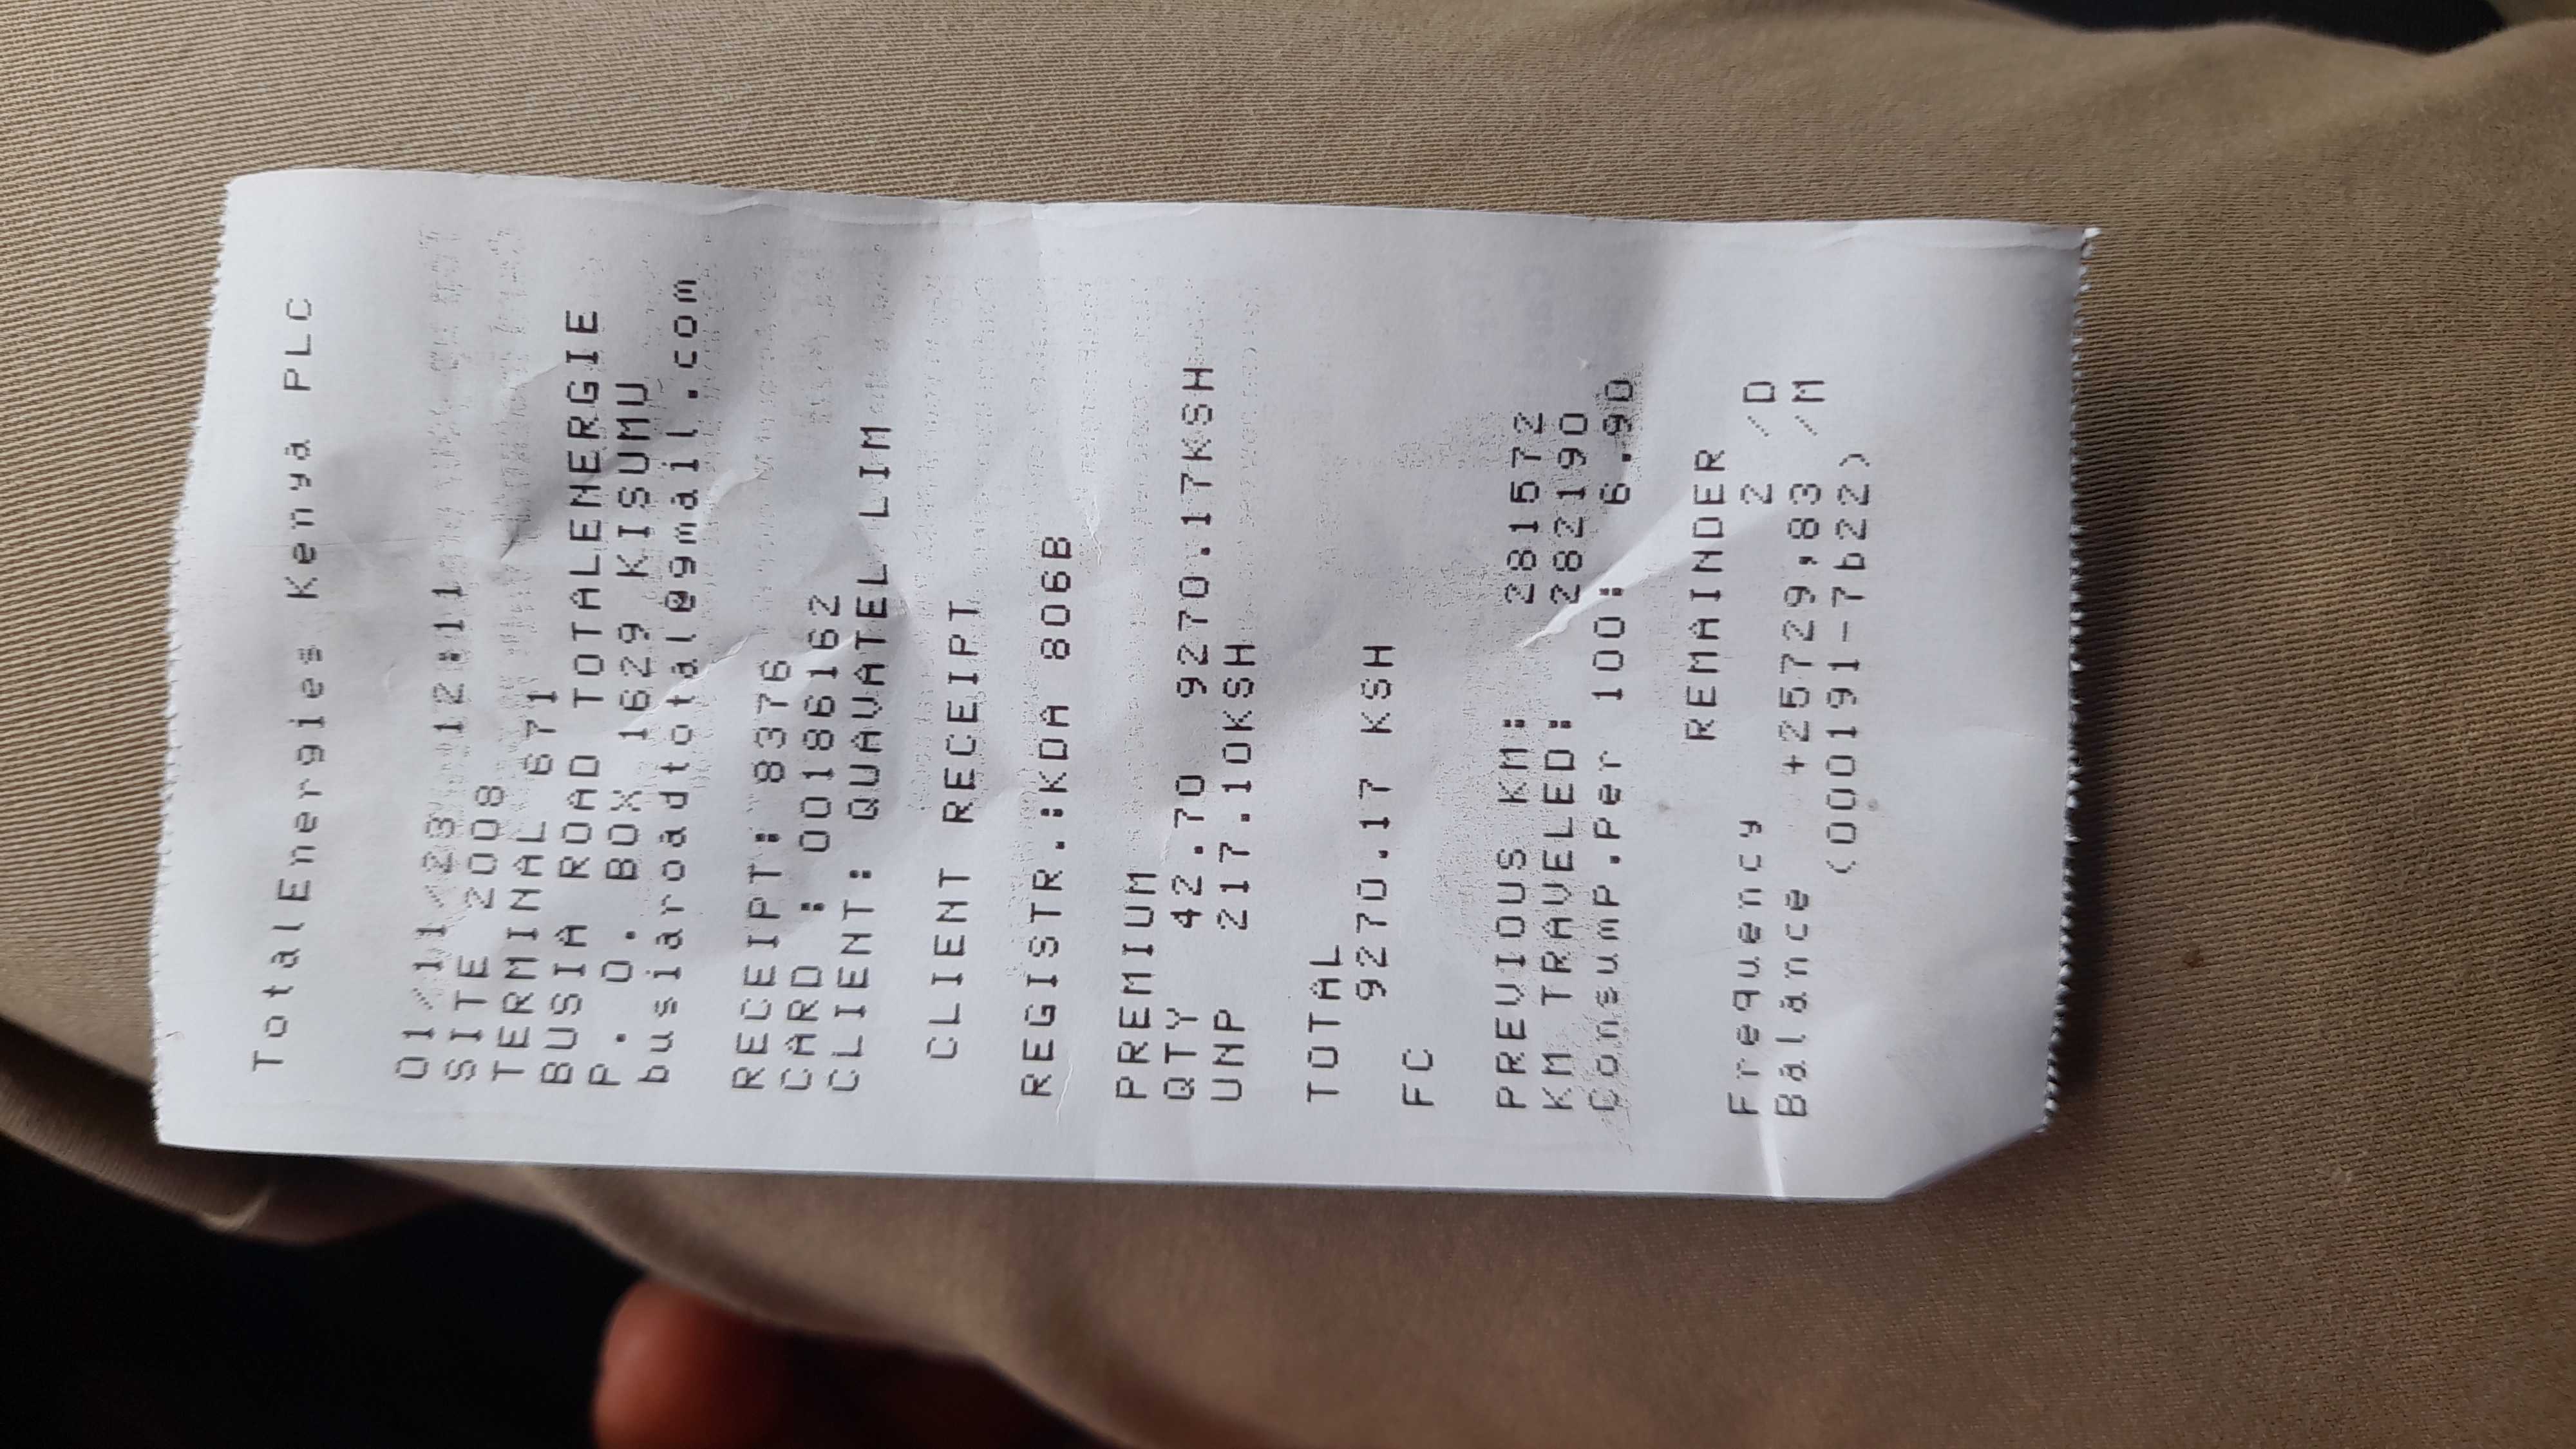 TotalEnergies Kenya PLC
01/11/23 12:11
SITE 2008
TERMINAL 671
BUSIA ROAD TOTALENERGIE
P. O. BOX 1629 KISUMU
busiaroadtotal@gmail.com
RECEIPT: 8376
CARD : 00186162
CLIENT: QUAVATEL LIM
CLIENT RECEIPT
REGISTR.:KDA 806B
PREMIUM
QTY 42.70 9270.17KSH
UNP 217.10KSH
TOTAL
9270.17 KSH
FC
PREVIOUS KM: 281572
KM TRAVELED: 282190
Consump.Per 100: 6.90
REMAINDER
Frequency 2 /D
Balance +25729,83 /M
(000191-7b22)